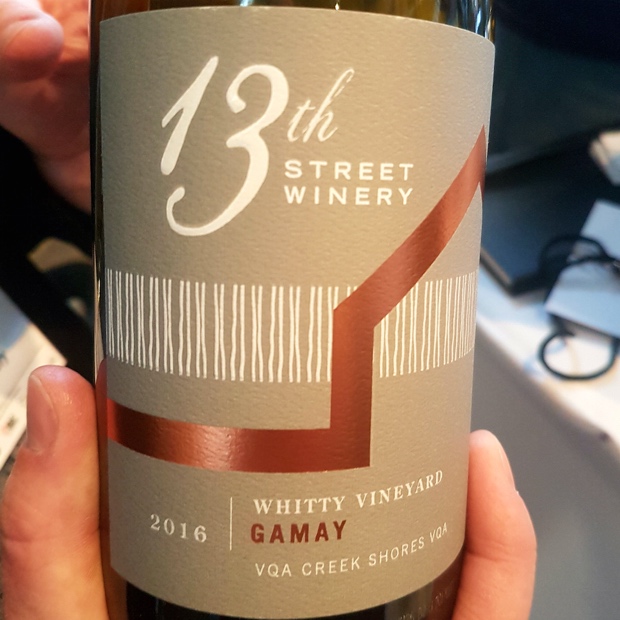 13th
STREET
WINERY
WHITTY VINEYARD
2016
GAMAY
VQA CREEK SHORES VQA